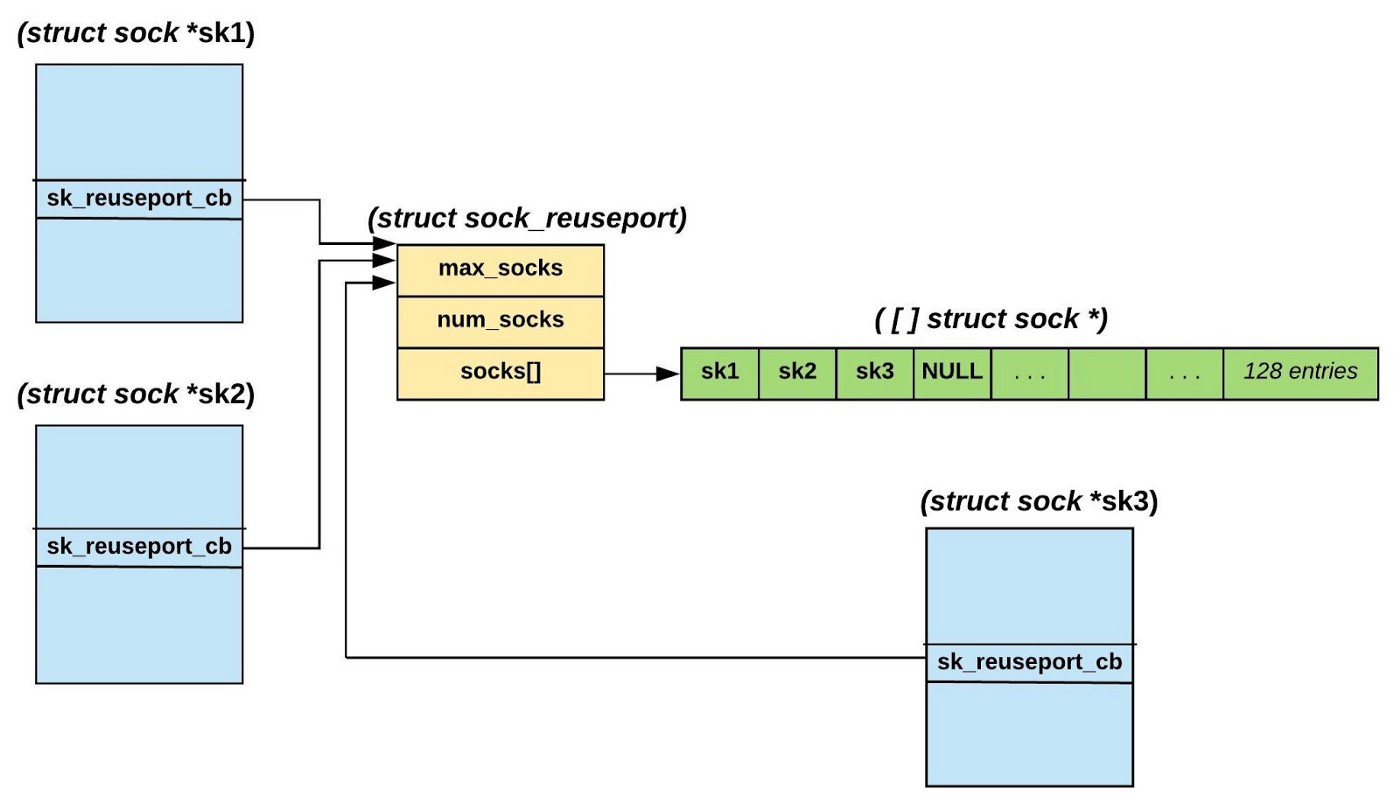 (struct sock *sk1)
sk_reuseport_cb
(struct sock_reuseport)
max_socks
num_socks
socks[]
( [ ] struct sock *)
sk1 sk2 sk3 NULL . . . . . . 128 entries
(struct sock *sk2)
sk_reuseport_cb
(struct sock *sk3)
sk_reuseport_cb